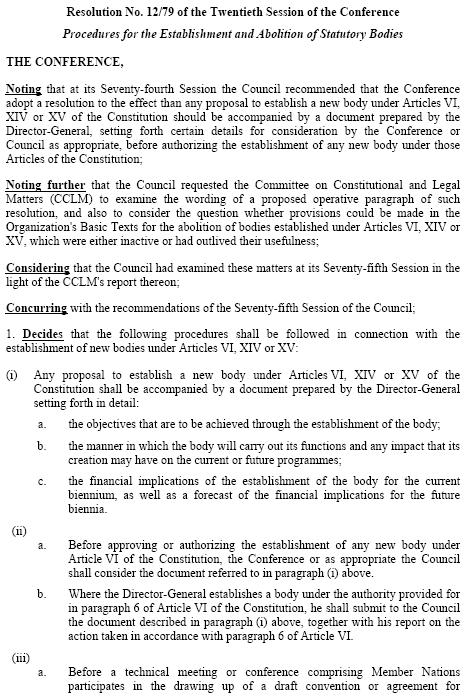 Resolution No. 12/79 of the Twentieth Session of the Conference
Procedures for the Establishment and Abolition of Statutory Bodies
THE CONFERENCE,
Noting that at its Seventy-fourth Session the Council recommended that the Conference
adopt a resolution to the effect than any proposal to establish a new body under Articles VI,
XIV or XV of the Constitution should be accompanied by a document prepared by the
Director-General, setting forth certain details for consideration by the Conference or
Council as appropriate, before authorizing the establishment of any new body under those
Articles of the Constitution;
Noting further that the Council requested the Committee on Constitutional and Legal
Matters (CCLM) to examine the wording of a proposed operative paragraph of such
resolution, and also to consider the question whether provisions could be made in the
Organization's Basic Texts for the abolition of bodies established under Articles VI, XIV or
XV, which were either inactive or had outlived their usefulness;
Considering that the Council had examined these matters at its Seventy-fifth Session in the
light of the CCLM's report thereon;
Concurring with the recommendations of the Seventy-fifth Session of the Council;
1. Decides that the following procedures shall be followed in connection with the
establishment of new bodies under Articles VI, XIV or XV:
(i) Any proposal to establish a new body under Articles VI, XIV or XV of the
Constitution shall be accompanied by a document prepared by the Director-General
setting forth in detail:
a. the objectives that are to be achieved through the establishment of the body;
b. the manner in which the body will carry out its functions and any impact that its
creation may have on the current or future programmes;
c. the financial implications of the establishment of the body for the current
biennium, as well as a forecast of the financial implications for the future
biennia.
(ii)
a. Before approving or authorizing the establishment of any new body under
Article VI of the Constitution, the Conference or as appropriate the Council
shall consider the document referred to in paragraph (i) above.
b. Where the Director-General establishes a body under the authority provided for
in paragraph 6 of Article VI of the Constitution, he shall submit to the Council
the document described in paragraph (i) above, together with his report on the
action taken in accordance with paragraph 6 of Article VI.
(iii)
a. Before a technical meeting or conference comprising Member Nations
participates in the drawing up of a draft convention or agreement for